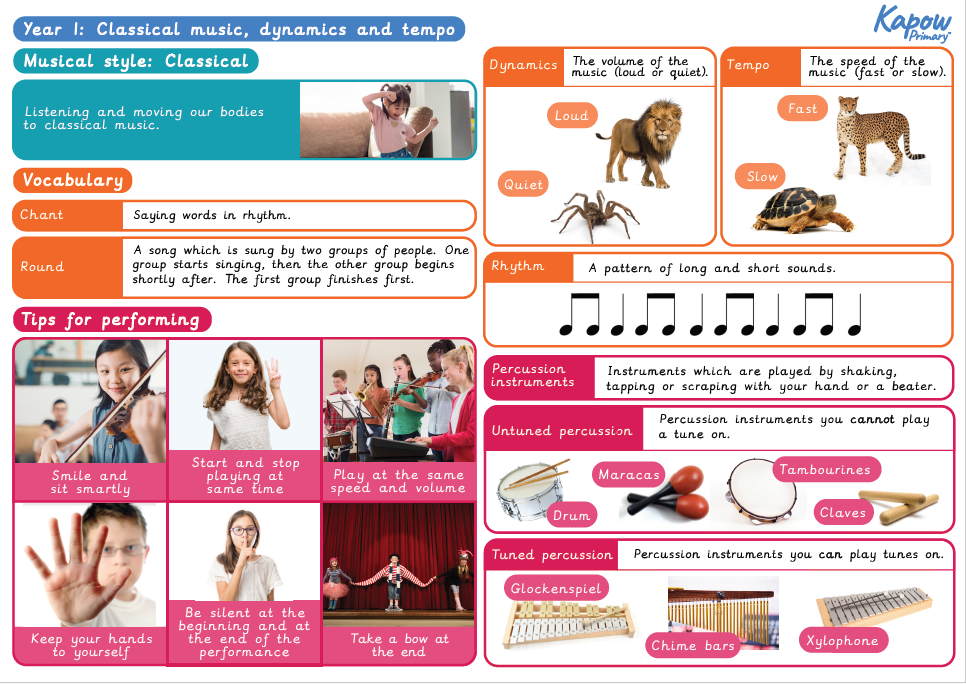 Year 1: Classical music, dynamics and tempo
Kapow
Primary™
Musical style: Classical
Listening and moving our bodies
to classical music.
Vocabulary
Chant
Saying words in rhythm.
Round
A song which is sung by two groups of people. One
group starts singing, then the other group begins
shortly after. The first group finishes first.
Tips for performing
Smile and
sit smartly
Start and stop
playing at
same time
Play at the same
speed and volume
Keep your hands
to yourself
Be silent at the
beginning and at
the end of the
performance
Take a bow at
the end
Dynamics
The volume of the
music (loud or quiet).
Loud
Quiet
Tempo
The speed of the
music (fast or slow).
Fast
Slow
Rhythm
A pattern of long and short sounds.
Percussion
instruments
Instruments which are played by shaking,
tapping or scraping with your hand or a beater.
Untuned percussion
Percussion instruments you cannot play
a tune on.
Drum
Maracas
Tambourines
Claves
Tuned percussion
Percussion instruments you can play tunes on.
Glockenspiel
Chime bars
Xylophone